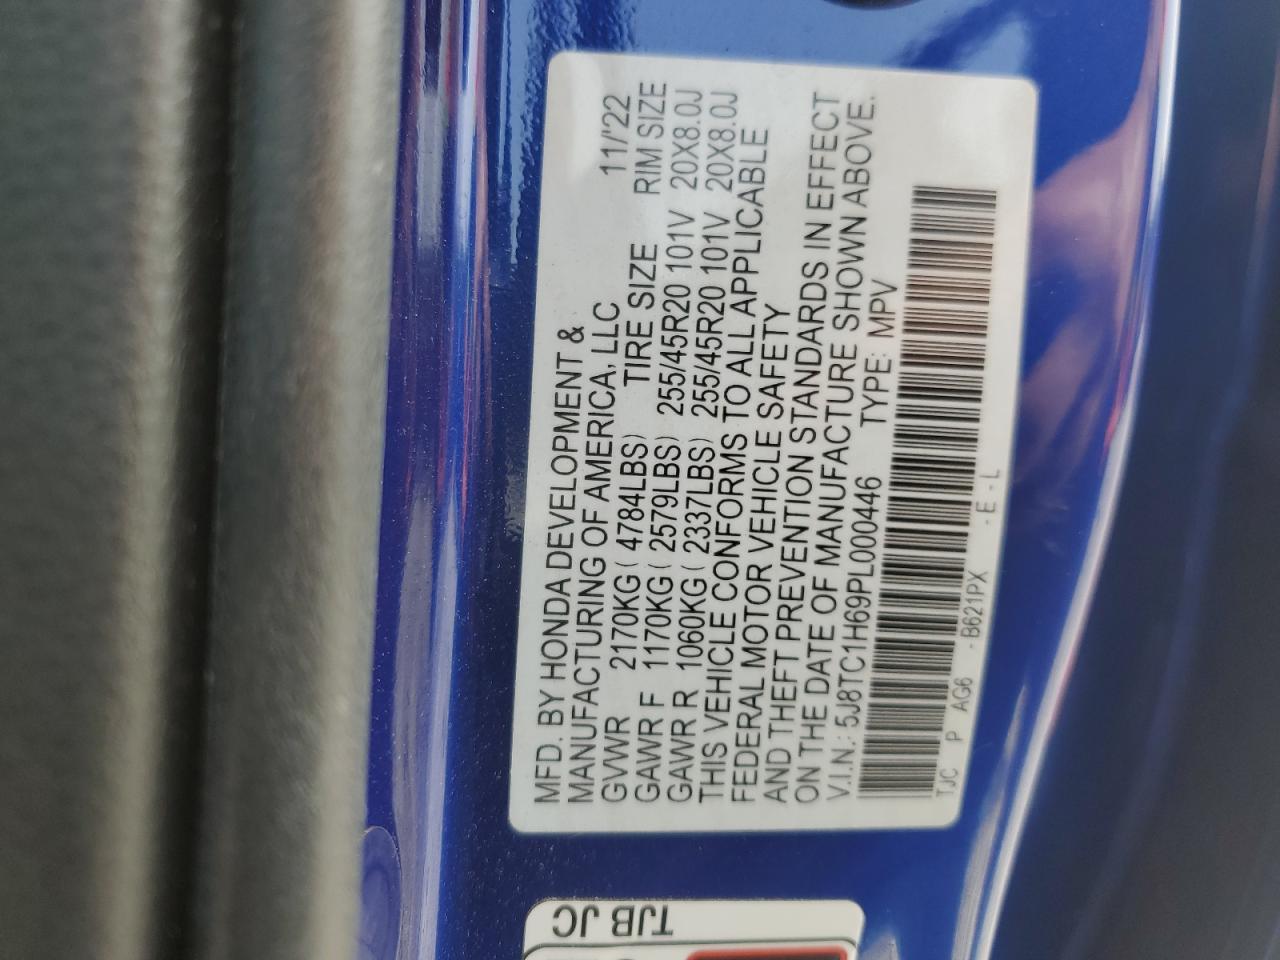 MFD. BY HONDA DEVELOPMENT &
MANUFACTURING OF AMERICA, LLC 11/'22
GVWR 2170KG ( 4784LBS) TIRE SIZE RIM SIZE
GAWR F 1170KG ( 2579LBS) 255/45R20 101V 20X8.0J
GAWR R 1060KG ( 2337LBS) 255/45R20 101V 20X8.0J
THIS VEHICLE CONFORMS TO ALL APPLICABLE
FEDERAL MOTOR VEHICLE SAFETY
AND THEFT PREVENTION STANDARDS IN EFFECT
ON THE DATE OF MANUFACTURE SHOWN ABOVE.
V.I.N.: 5J8TC1H69PL000446 TYPE: MPV
TJC P AG6 - B621PX - E - L
TJB JC